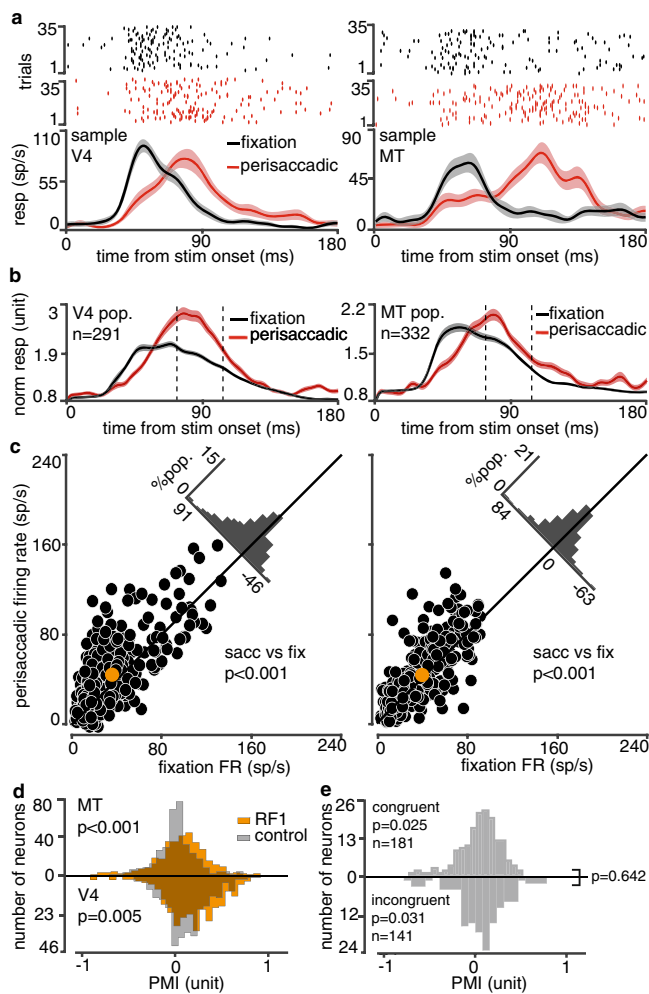 a
35
1
35
1
trials
110
55
0
resp (sp/s)
sample
V4
fixation
perisaccadic
0
90
180
time from stim onset (ms)
35
1
35
1
90
45
0
sample
MT
0
90
180
time from stim onset (ms)
b
3
1.9
0.8
norm resp (unit)
V4 pop.
n=291
fixation
perisaccadic
0
90
180
time from stim onset (ms)
2.2
1.5
0.8
MT pop.
n=332
fixation
perisaccadic
0
90
180
time from stim onset (ms)
c
240
160
80
0
perisaccadic firing rate (sp/s)
%pop.
15
0
91
-46
sacc vs fix
p<0.001
0
80
160
240
fixation FR (sp/s)
%pop.
21
0
84
0
-63
sacc vs fix
p<0.001
0
80
160
240
fixation FR (sp/s)
d
80
40
0
23
46
number of neurons
MT
p<0.001
RF1
control
V4
p=0.005
-1
0
1
PMI (unit)
e
26
13
0
12
24
number of neurons
congruent
p=0.025
n=181
p=0.642
incongruent
p=0.031
n=141
-1
0
1
PMI (unit)